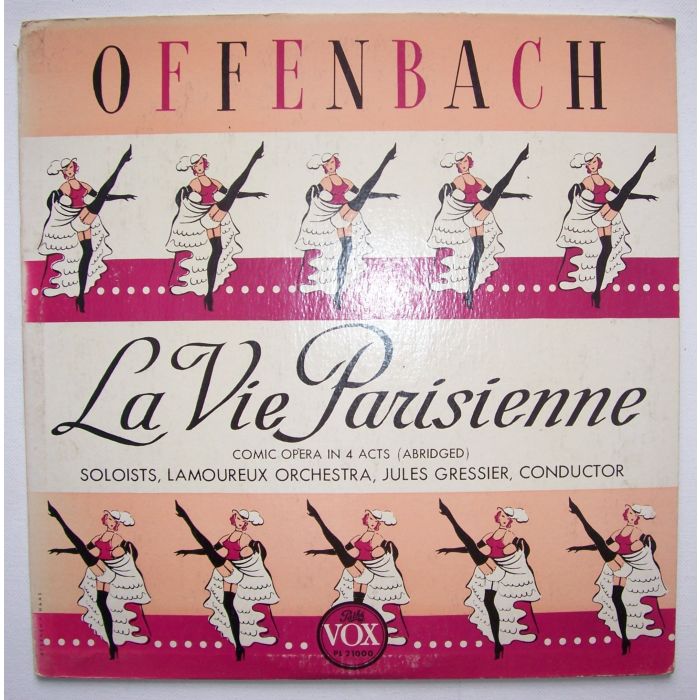 OFFENBACH
La Vie Parisienne
COMIC OPERA IN 4 ACTS (ABRIDGED)
SOLOISTS, LAMOUREUX ORCHESTRA, JULES GRESSIER, CONDUCTOR
Pathé
VOX
PL 21000